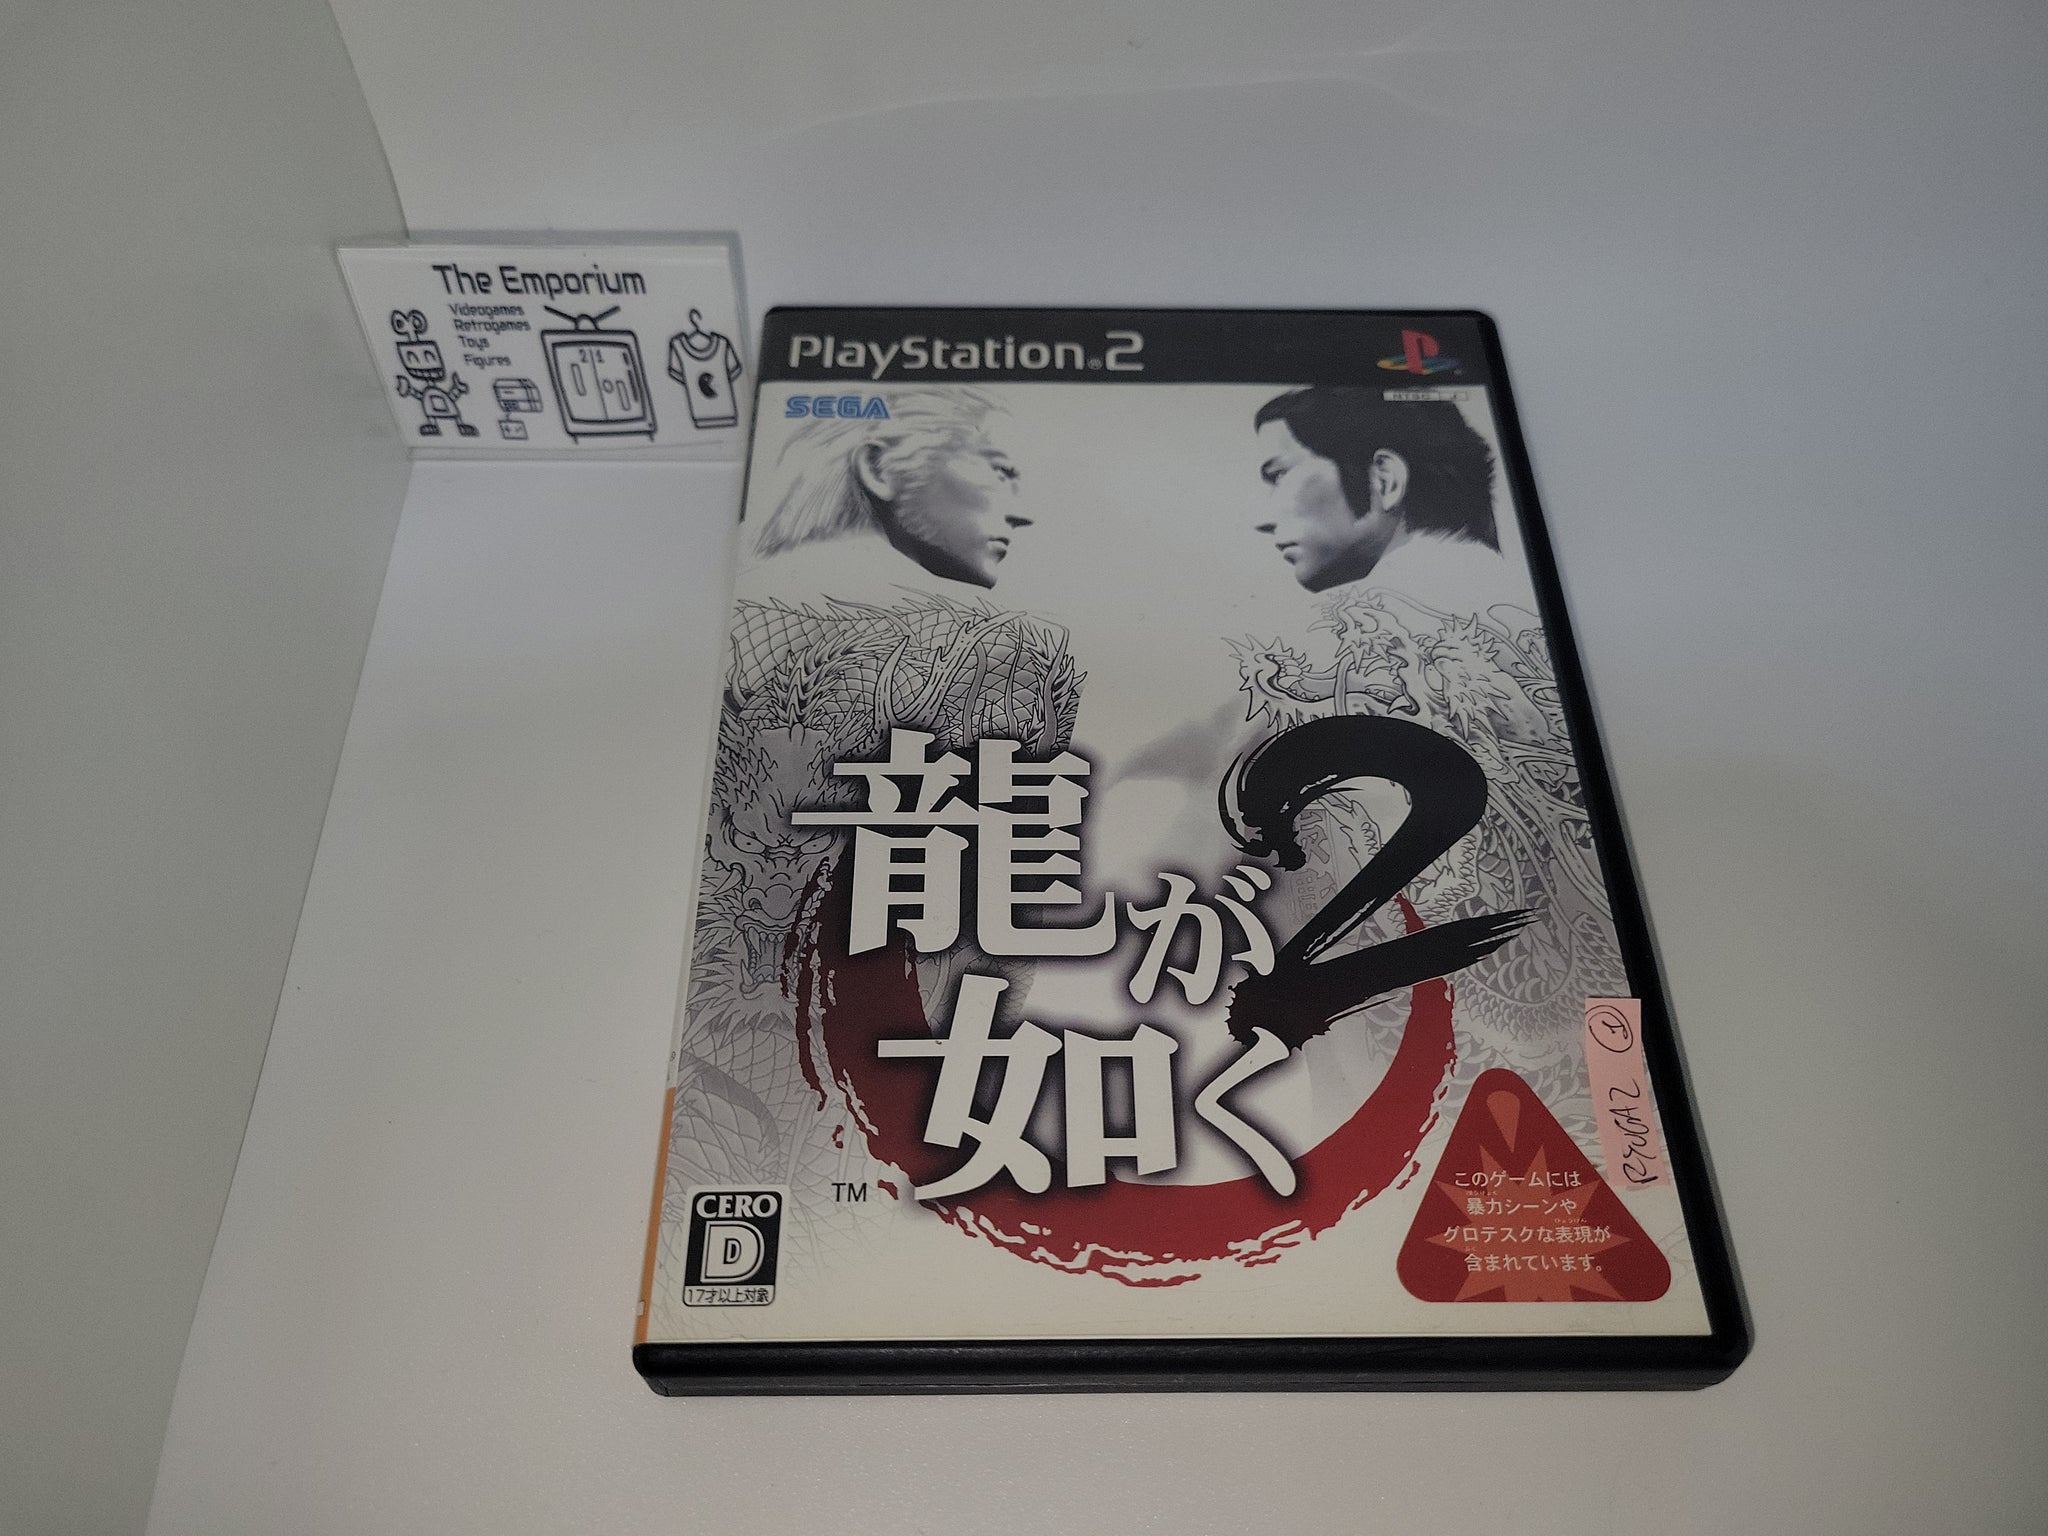 The Emporium
Videogames
Retrogames
Toys
Figures
PlayStation®2
SEGA
NTSC J
龍が
如く
2
TM
CERO
D
17才以上対象
このゲームには
暴力シーンや
グロテスクな表現が
含まれています。
RYUGA2 1